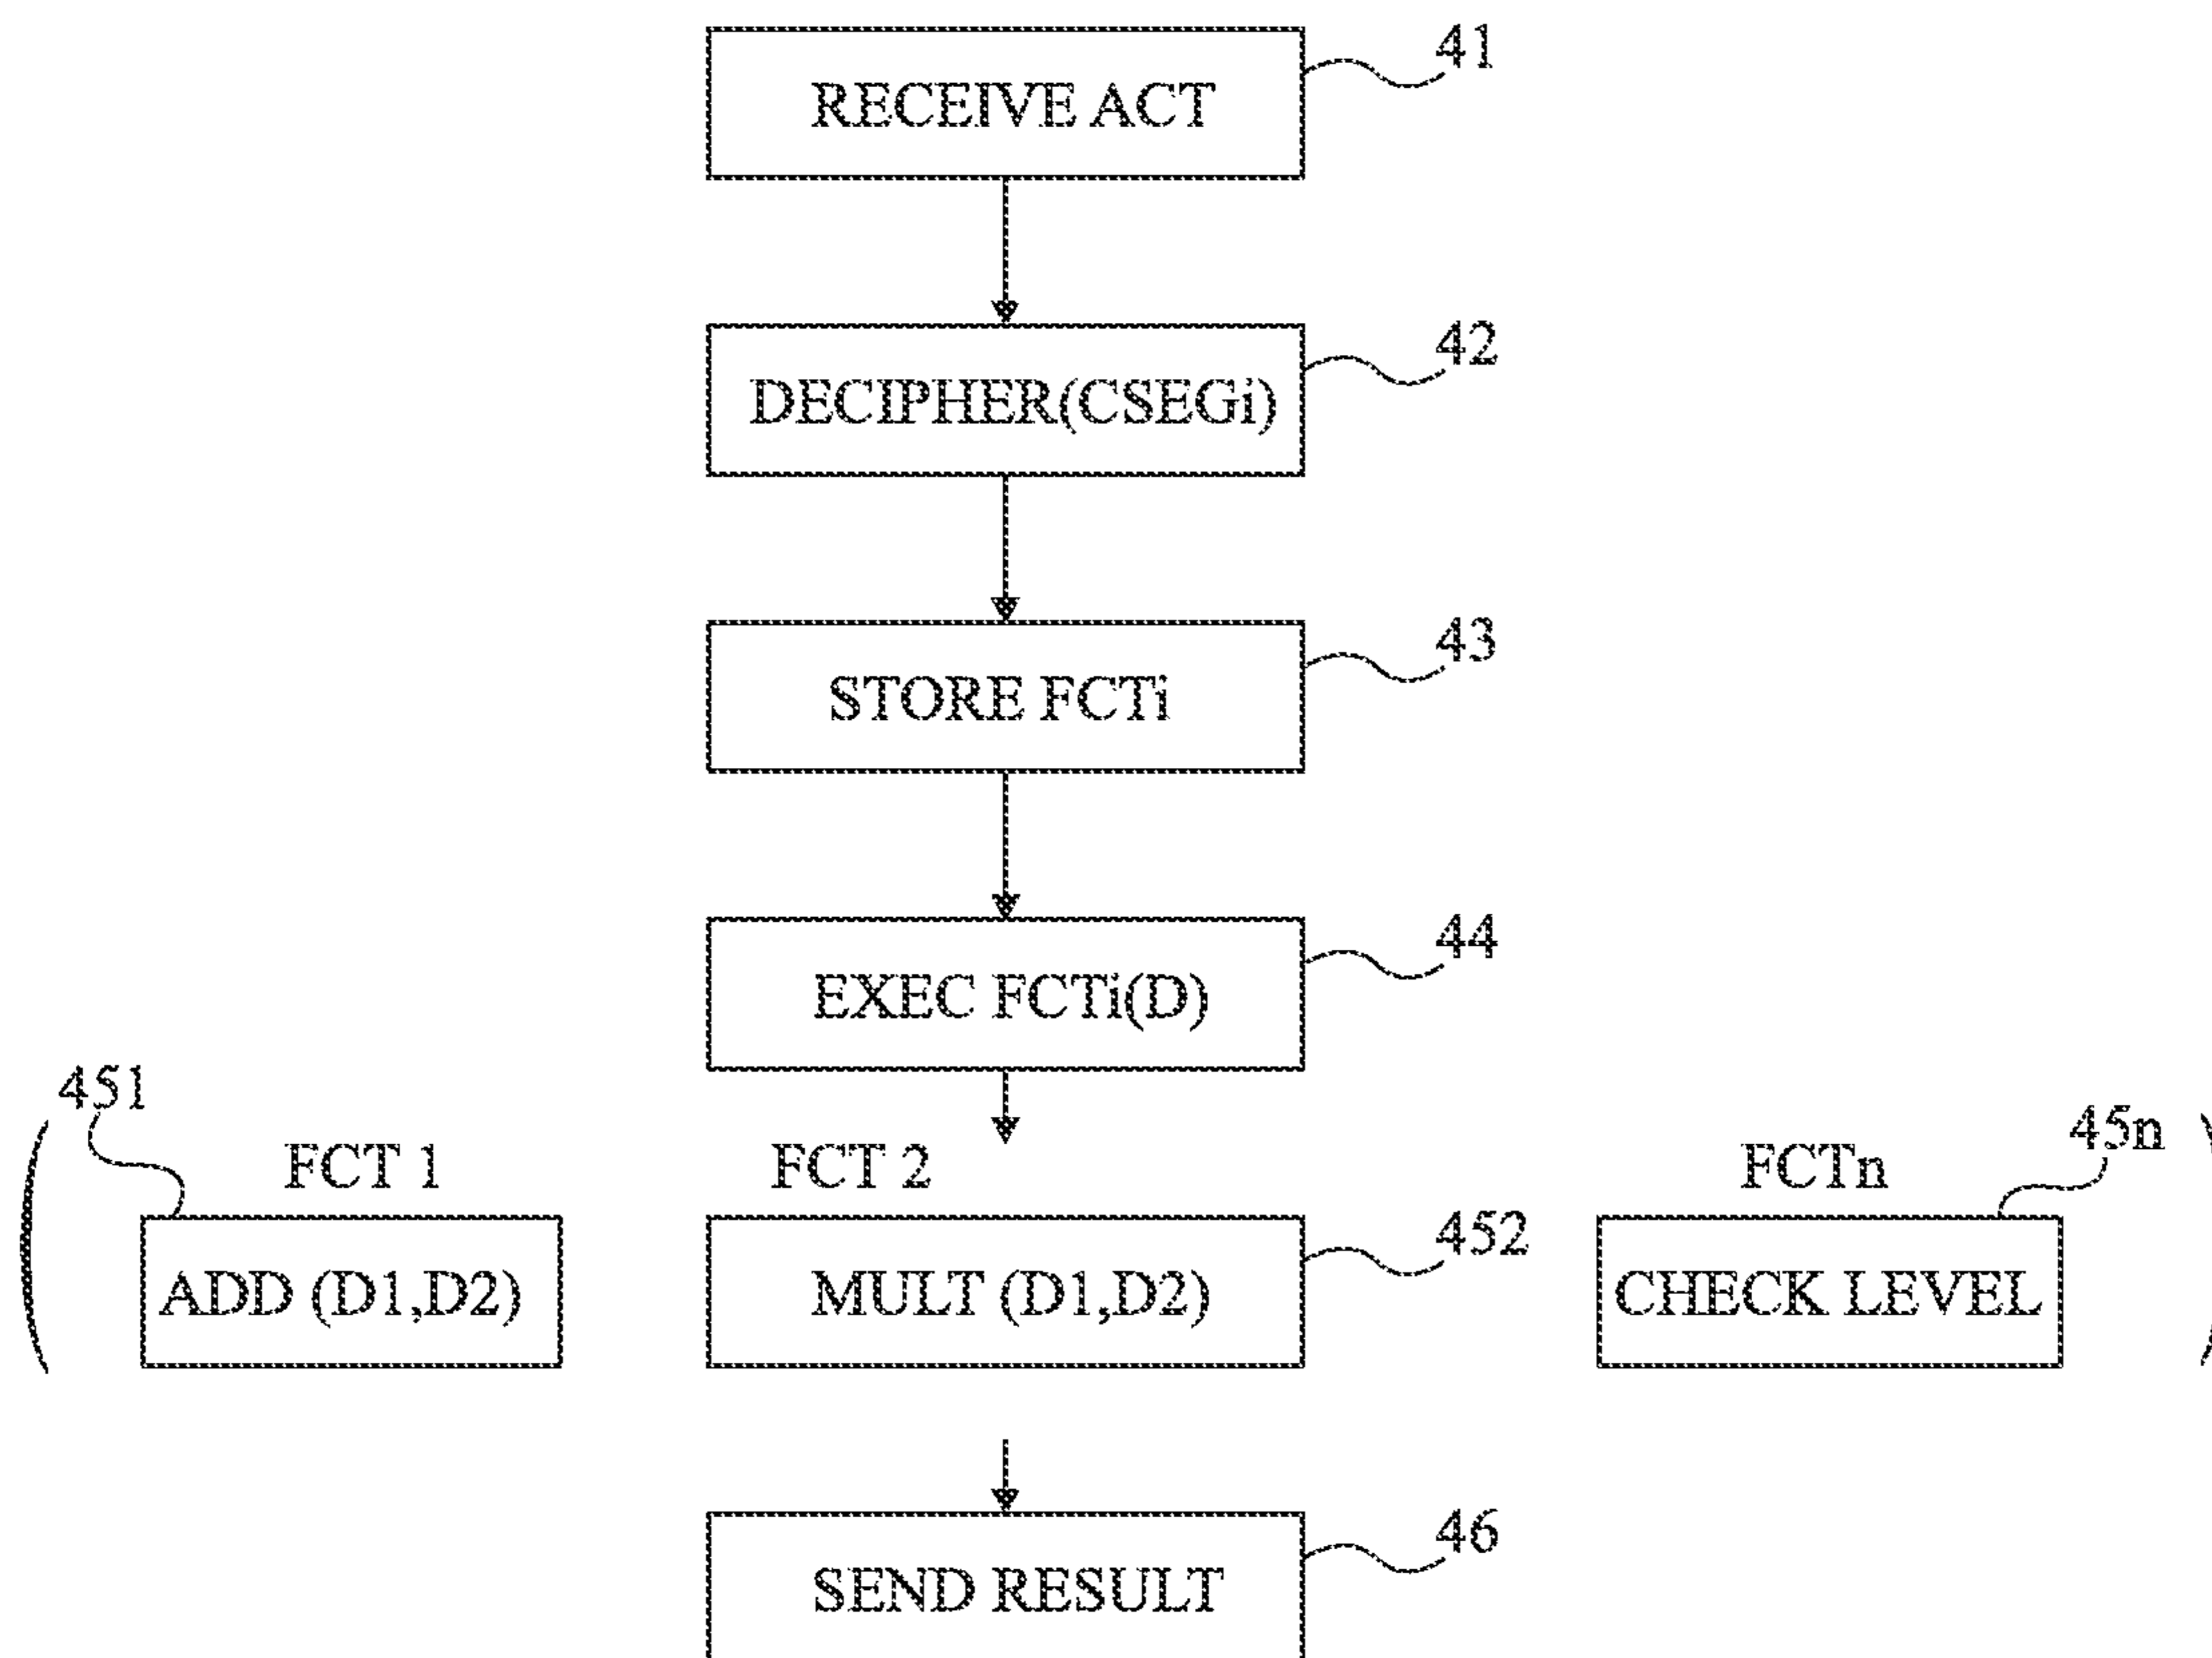 RECEIVE ACT
41
DECIPHER(CSEGi)
42
STORE FCTi
43
EXEC FCTi(D)
44
451
FCT 1
FCT 2
FCTn
45n
ADD (D1,D2)
MULT (D1,D2)
452
CHECK LEVEL
SEND RESULT
46